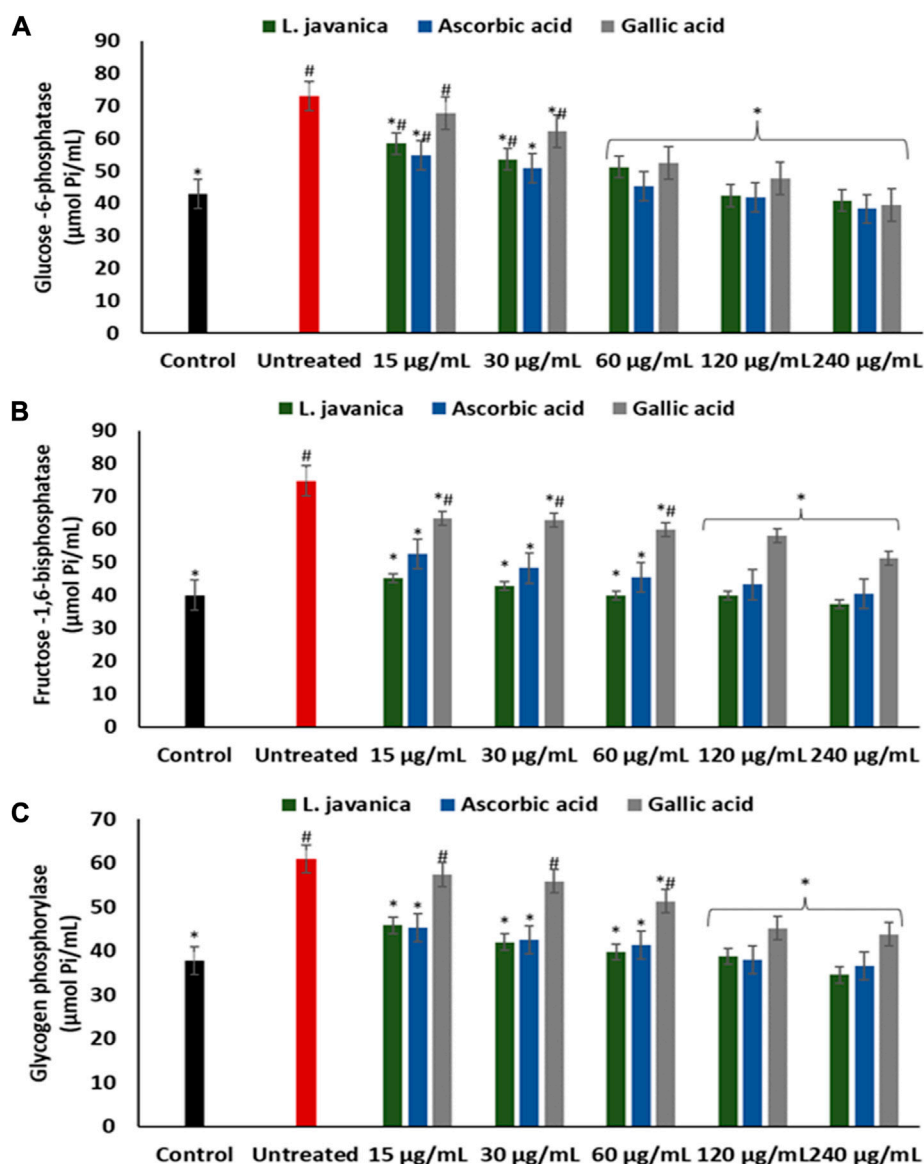 A
L. javanica Ascorbic acid Gallic acid
Glucose -6-phosphatase
(µmol Pi/mL)
90
80
70
60
50
40
30
20
10
0
*
#
*# *# #
*# * *#
*
Control Untreated 15 µg/mL 30 µg/mL 60 µg/mL 120 µg/mL 240 µg/mL
B
L. javanica Ascorbic acid Gallic acid
Fructose -1,6-bisphosphatase
(µmol Pi/mL)
90
80
70
60
50
40
30
20
10
0
*
#
* * *#
* * *#
* * *#
*
Control Untreated 15 µg/mL 30 µg/mL 60 µg/mL 120 µg/mL 240 µg/mL
C
L. javanica Ascorbic acid Gallic acid
Glycogen phosphorylase
(µmol Pi/mL)
70
60
50
40
30
20
10
0
*
#
* * #
* * #
* * *#
*
Control Untreated 15 µg/mL 30 µg/mL 60 µg/mL 120 µg/mL 240 µg/mL